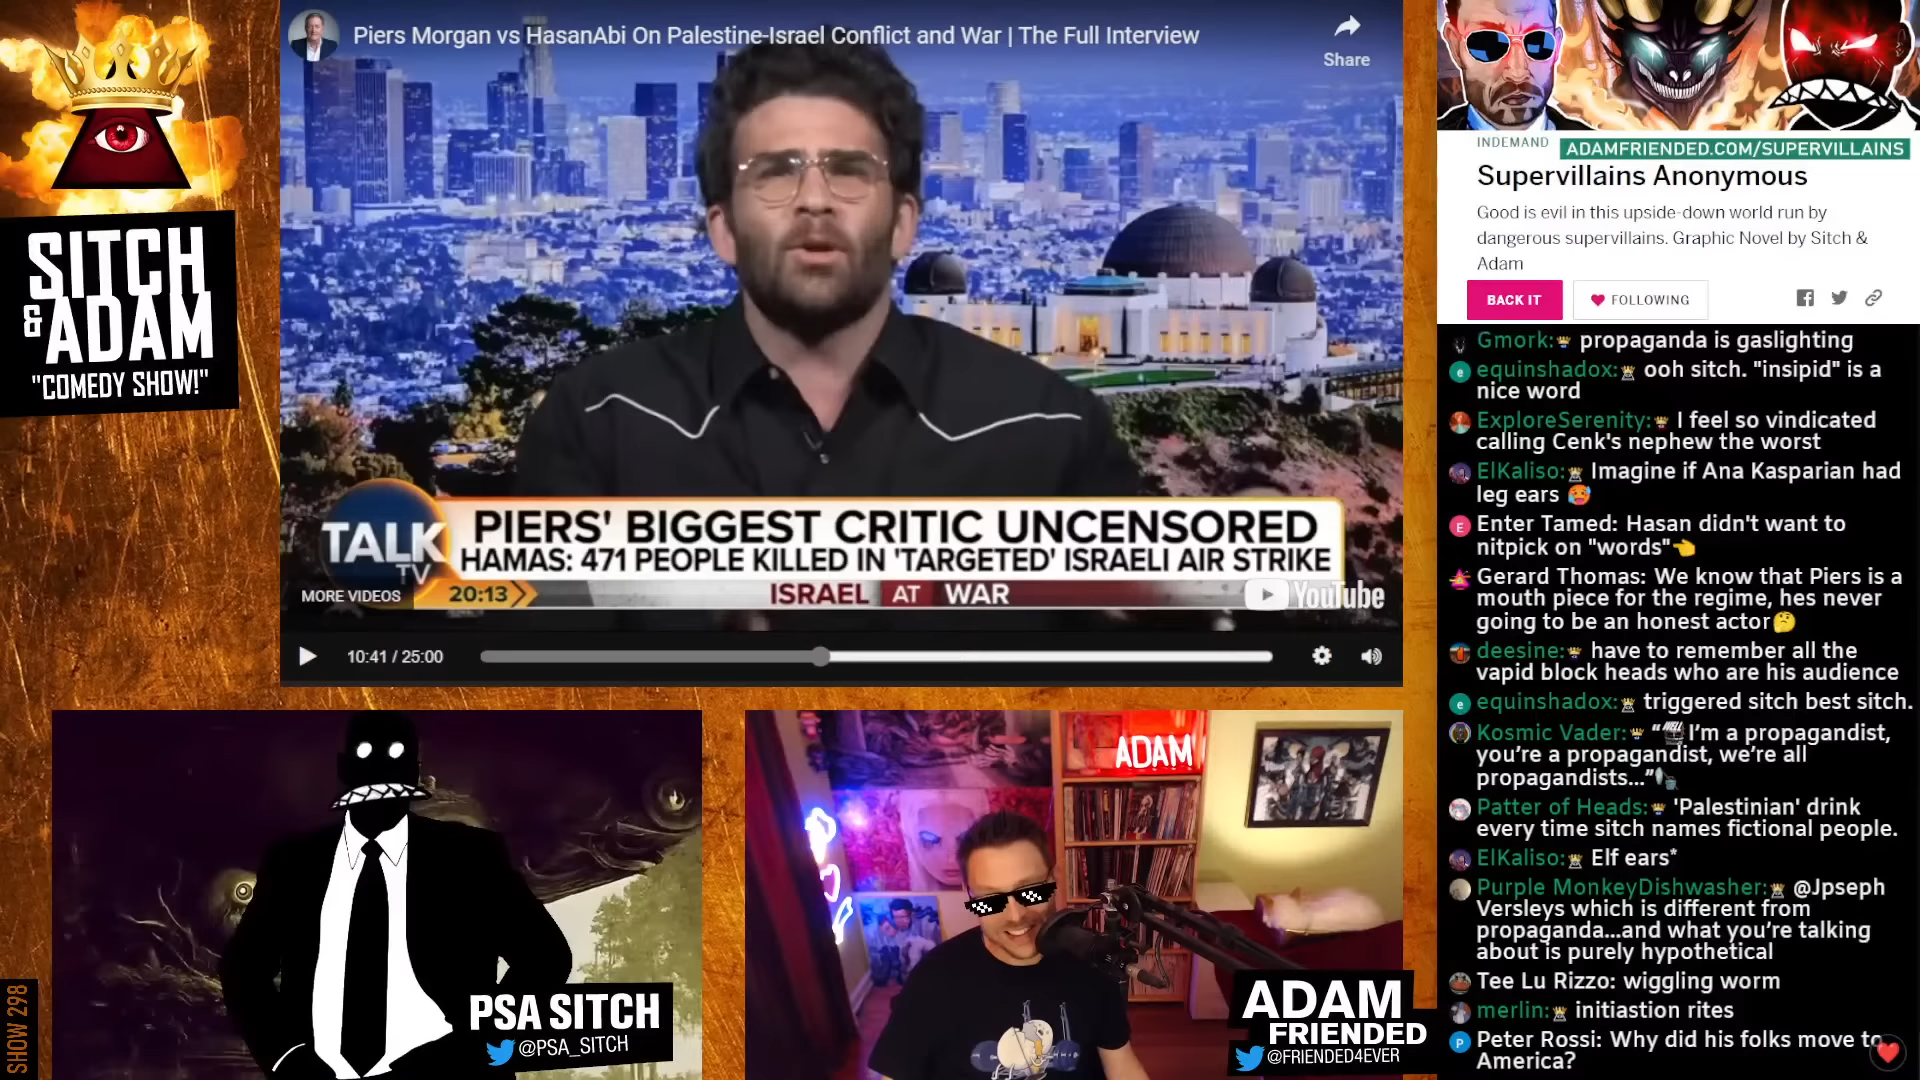 SITCH
& ADAM
"COMEDY SHOW!"
SHOW 298
Piers Morgan vs HasanAbi On Palestine-Israel Conflict and War | The Full Interview
Share
TALK
TV
PIERS' BIGGEST CRITIC UNCENSORED
HAMAS: 471 PEOPLE KILLED IN 'TARGETED' ISRAELI AIR STRIKE
MORE VIDEOS
20:13
ISRAEL AT WAR
YouTube
10:41 / 25:00
PSA SITCH
@PSA_SITCH
ADAM
ADAM
FRIENDED
@FRIENDED4EVER
INDEMAND
ADAMFRIENDED.COM/SUPERVILLAINS
Supervillains Anonymous
Good is evil in this upside-down world run by
dangerous supervillains. Graphic Novel by Sitch &
Adam
BACK IT
FOLLOWING
Gmork: propaganda is gaslighting
e equinshadox: ooh sitch. "insipid" is a
nice word
ExploreSerenity: I feel so vindicated
calling Cenk's nephew the worst
ElKaliso: Imagine if Ana Kasparian had
leg ears 🥵
E Enter Tamed: Hasan didn't want to
nitpick on "words"👈
Gerard Thomas: We know that Piers is a
mouth piece for the regime, hes never
going to be an honest actor🤔
deesine: have to remember all the
vapid block heads who are his audience
e equinshadox: triggered sitch best sitch.
Kosmic Vader: "I'm a propagandist,
you're a propagandist, we're all
propagandists..."
Patter of Heads: 'Palestinian' drink
every time sitch names fictional people.
ElKaliso: Elf ears*
Purple MonkeyDishwasher: @Jpseph
Versleys which is different from
propaganda...and what you're talking
about is purely hypothetical
Tee Lu Rizzo: wiggling worm
merlin: initiastion rites
P Peter Rossi: Why did his folks move to
America?